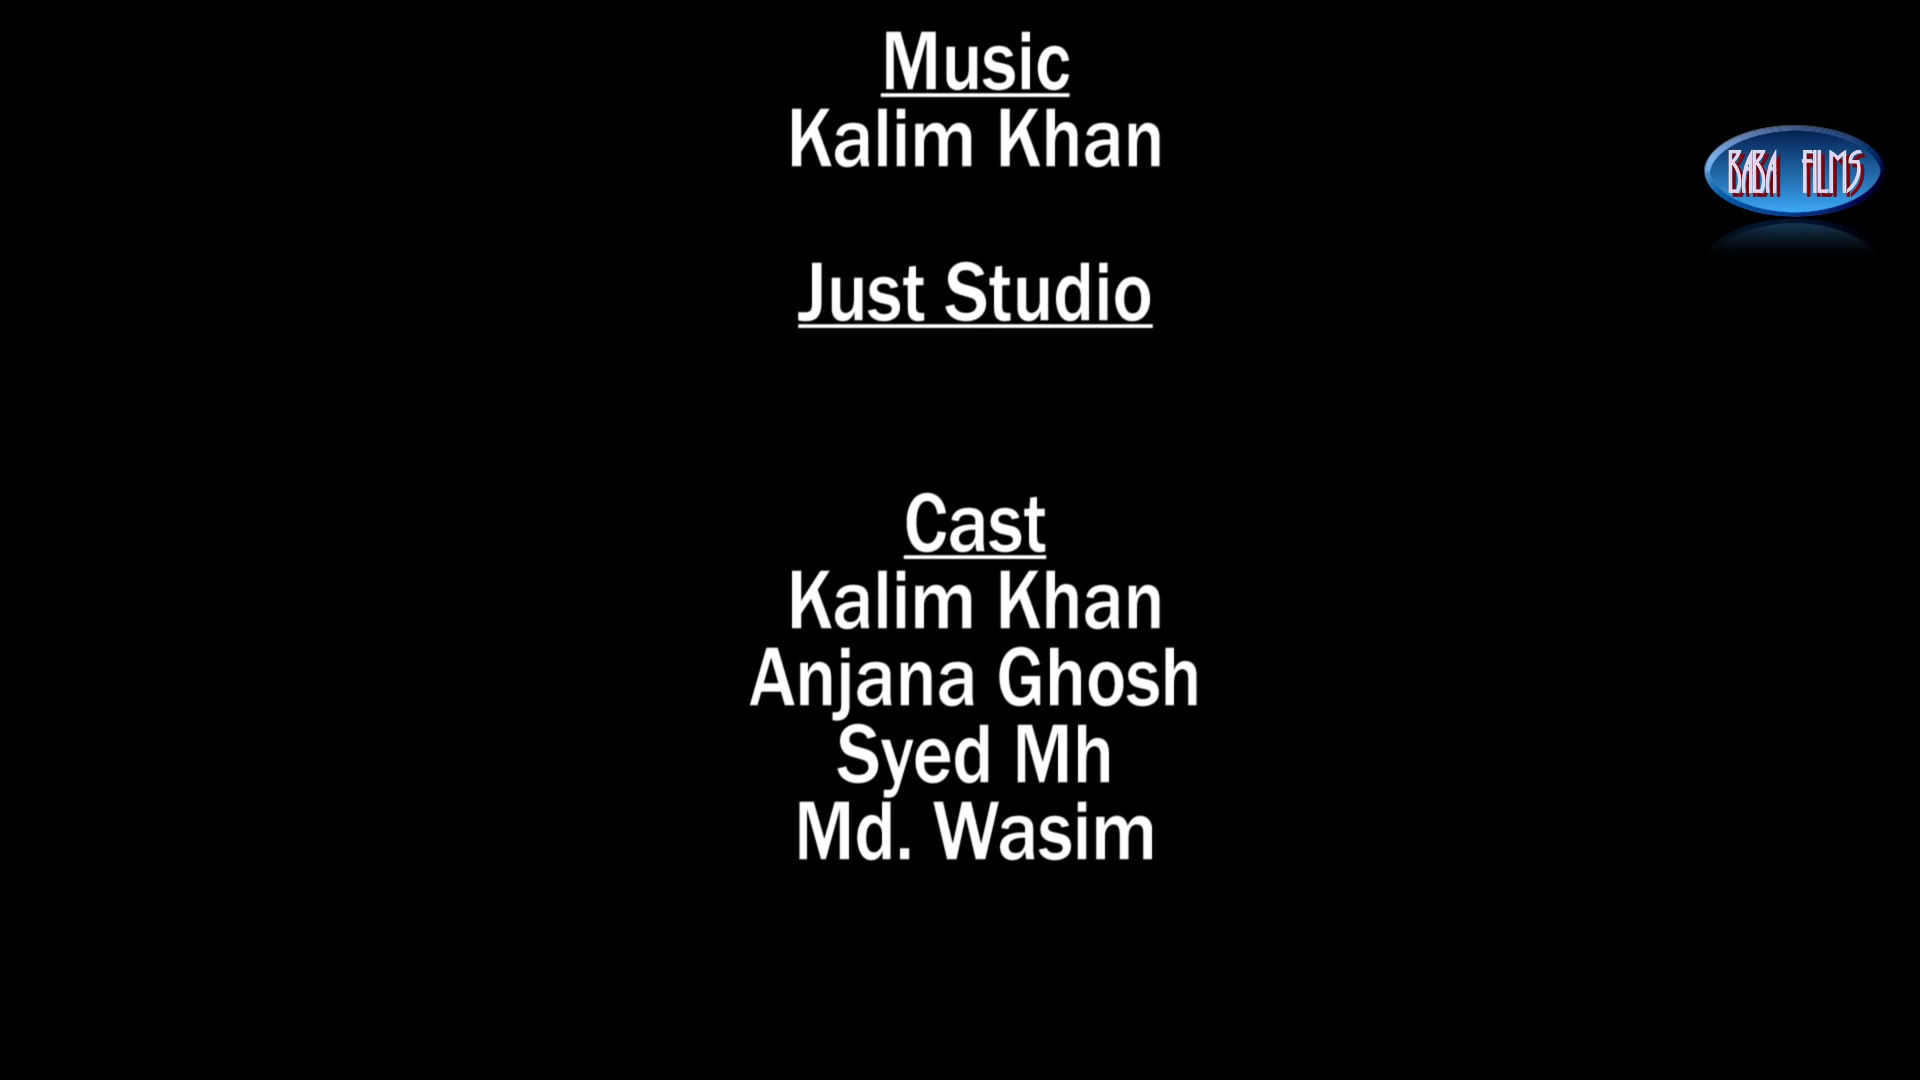 Music
Kalim Khan
BABA FILMS
Just Studio
Cast
Kalim Khan
Anjana Ghosh
Syed Mh
Md. Wasim